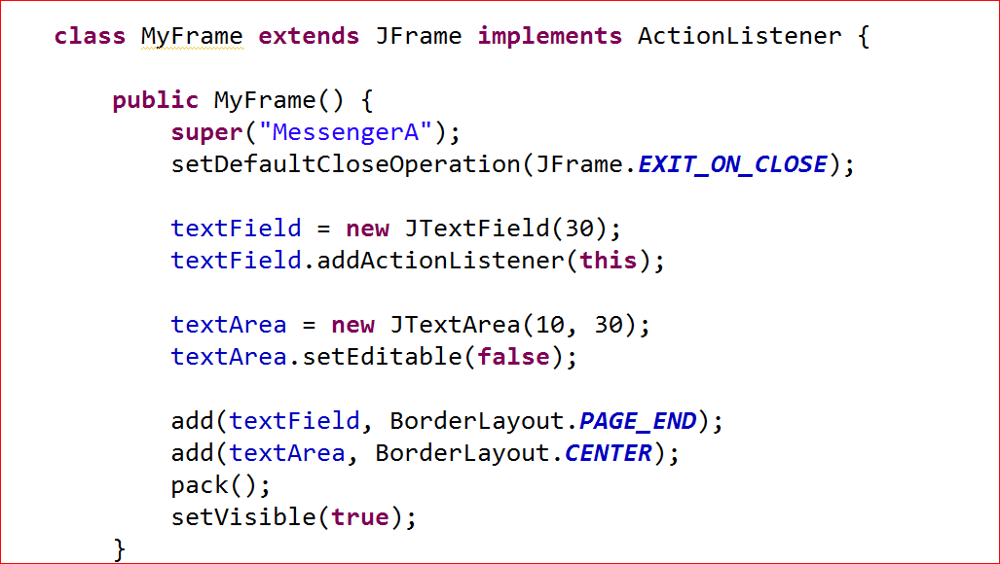 class MyFrame extends JFrame implements ActionListener {
public MyFrame() {
super("MessengerA");
setDefaultCloseOperation(JFrame.EXIT_ON_CLOSE);
textField = new JTextField(30);
textField.addActionListener(this);
textArea = new JTextArea(10, 30);
textArea.setEditable(false);
add(textField, BorderLayout.PAGE_END);
add(textArea, BorderLayout.CENTER);
pack();
setVisible(true);
}